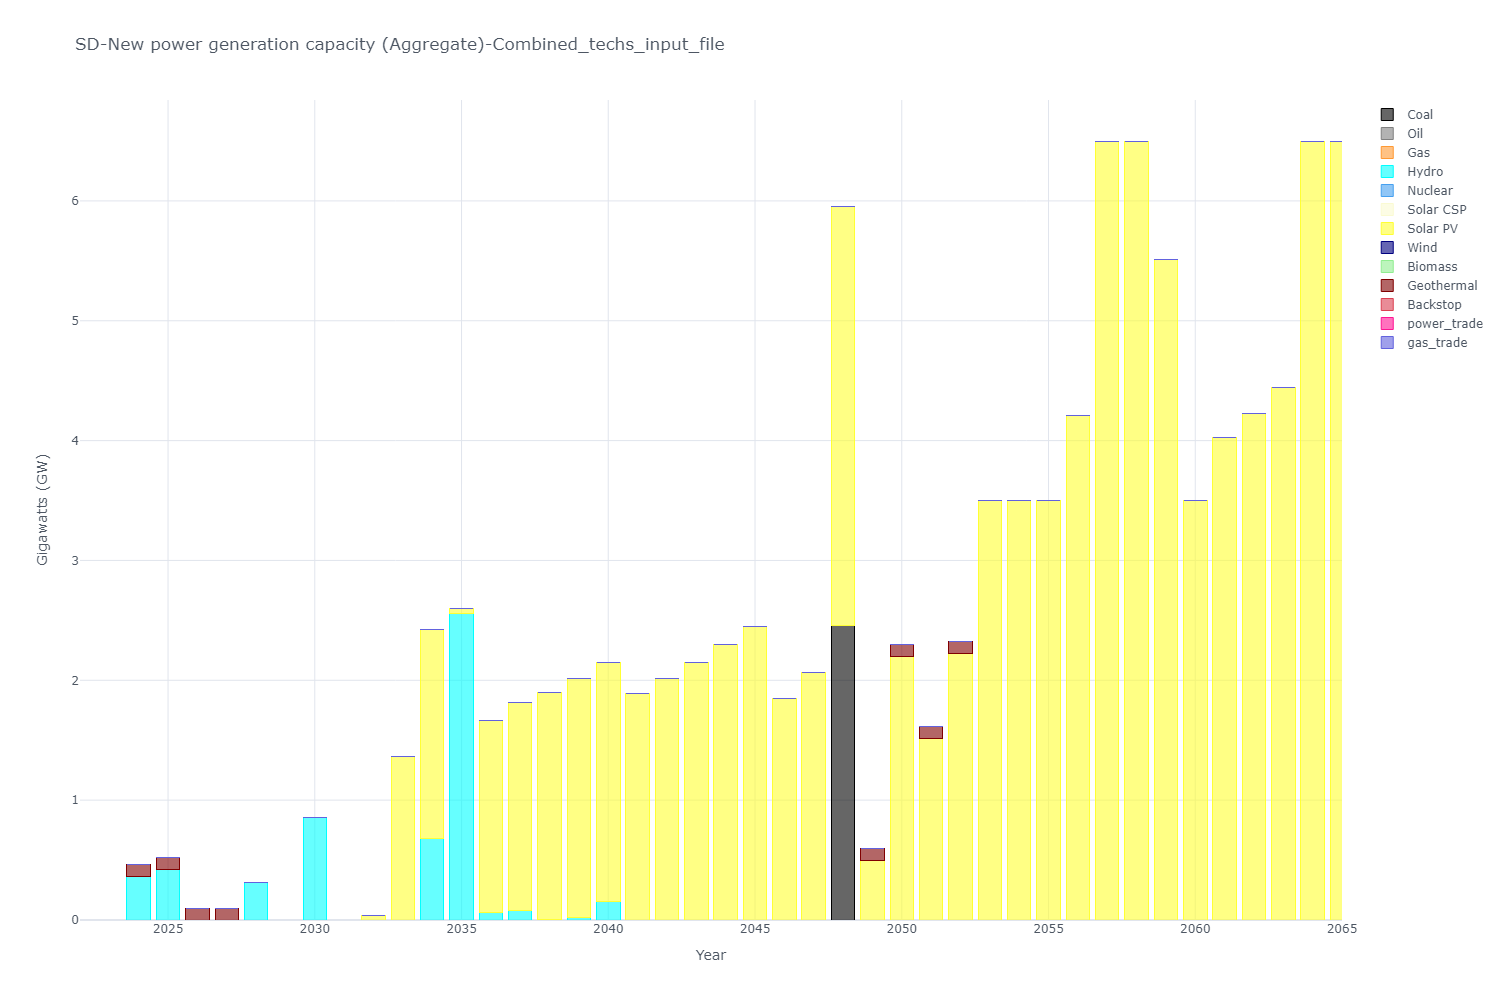 SD-New power generation capacity (Aggregate)-Combined_techs_input_file
Coal
Oil
Gas
Hydro
Nuclear
Solar CSP
Solar PV
Wind
Biomass
Geothermal
Backstop
power_trade
gas_trade
Gigawatts (GW)
6
5
4
3
2
1
0
2025 2030 2035 2040 2045 2050 2055 2060 2065
Year